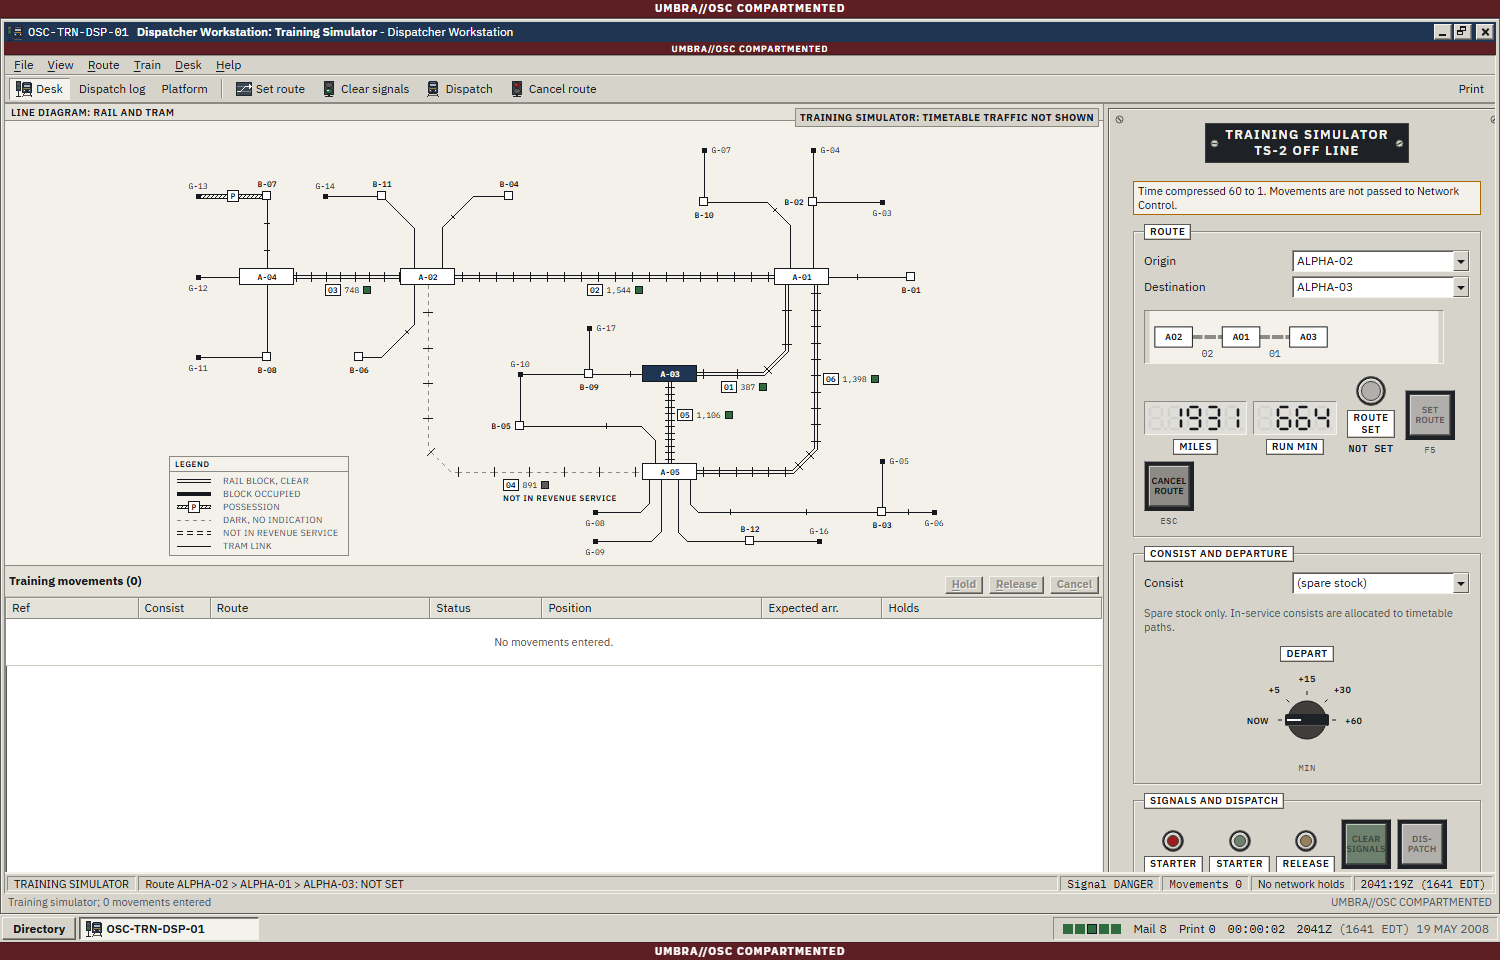 UMBRA//OSC COMPARTMENTED
OSC-TRN-DSP-01 Dispatcher Workstation: Training Simulator - Dispatcher Workstation
UMBRA//OSC COMPARTMENTED
File View Route Train Desk Help
Desk Dispatch log Platform Set route Clear signals Dispatch Cancel route Print
LINE DIAGRAM: RAIL AND TRAM
TRAINING SIMULATOR: TIMETABLE TRAFFIC NOT SHOWN
G-07
G-04
G-13
P
B-07
G-14
B-11
B-04
B-10
B-02
G-03
A-04
A-02
A-01
G-12
03 748
02 1,544
B-01
G-17
G-11
B-08
B-06
G-10
B-09
A-03
01 387
06 1,398
05 1,106
B-05
A-05
G-05
04 891
NOT IN REVENUE SERVICE
G-08
B-12
G-16
B-03
G-06
G-09
LEGEND
RAIL BLOCK, CLEAR
BLOCK OCCUPIED
P POSSESSION
DARK, NO INDICATION
NOT IN REVENUE SERVICE
TRAM LINK
Training movements (0)
Hold Release Cancel
Ref Consist Route Status Position Expected arr. Holds
No movements entered.
TRAINING SIMULATOR
TS-2 OFF LINE
Time compressed 60 to 1. Movements are not passed to Network
Control.
ROUTE
Origin ALPHA-02
Destination ALPHA-03
A02 A01 A03
02 01
1931 664
MILES RUN MIN
ROUTE
SET
NOT SET
SET
ROUTE
F5
CANCEL
ROUTE
ESC
CONSIST AND DEPARTURE
Consist (spare stock)
Spare stock only. In-service consists are allocated to timetable
paths.
DEPART
+15
+5 +30
NOW +60
MIN
SIGNALS AND DISPATCH
STARTER STARTER RELEASE
CLEAR
SIGNALS
DIS-
PATCH
TRAINING SIMULATOR Route ALPHA-02 > ALPHA-01 > ALPHA-03: NOT SET Signal DANGER Movements 0 No network holds 2041:19Z (1641 EDT)
Training simulator; 0 movements entered UMBRA//OSC COMPARTMENTED
Directory OSC-TRN-DSP-01 Mail 8 Print 0 00:00:02 2041Z (1641 EDT) 19 MAY 2008
UMBRA//OSC COMPARTMENTED